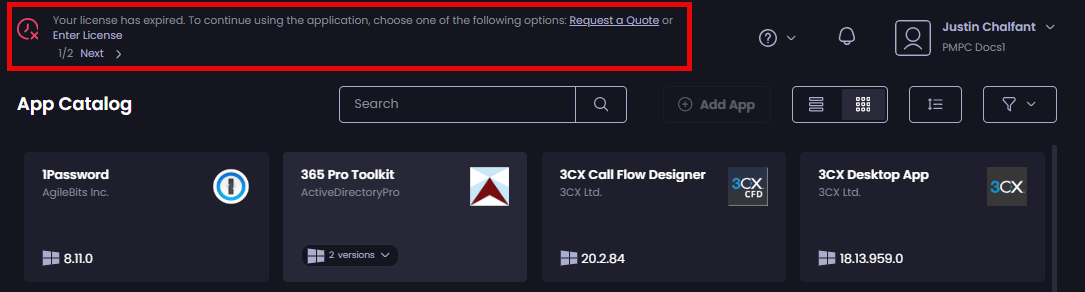 Your license has expired. To continue using the application, choose one of the following options: Request a Quote or
Enter License
1/2 Next
Justin Chalfant
PMPC Docs1
App Catalog
Search
Add App
1Password
AgileBits Inc.
8.11.0
365 Pro Toolkit
ActiveDirectoryPro
2 versions
3CX Call Flow Designer
3CX Ltd.
3CX
CFD
20.2.84
3CX Desktop App
3CX Ltd.
3CX
18.13.959.0